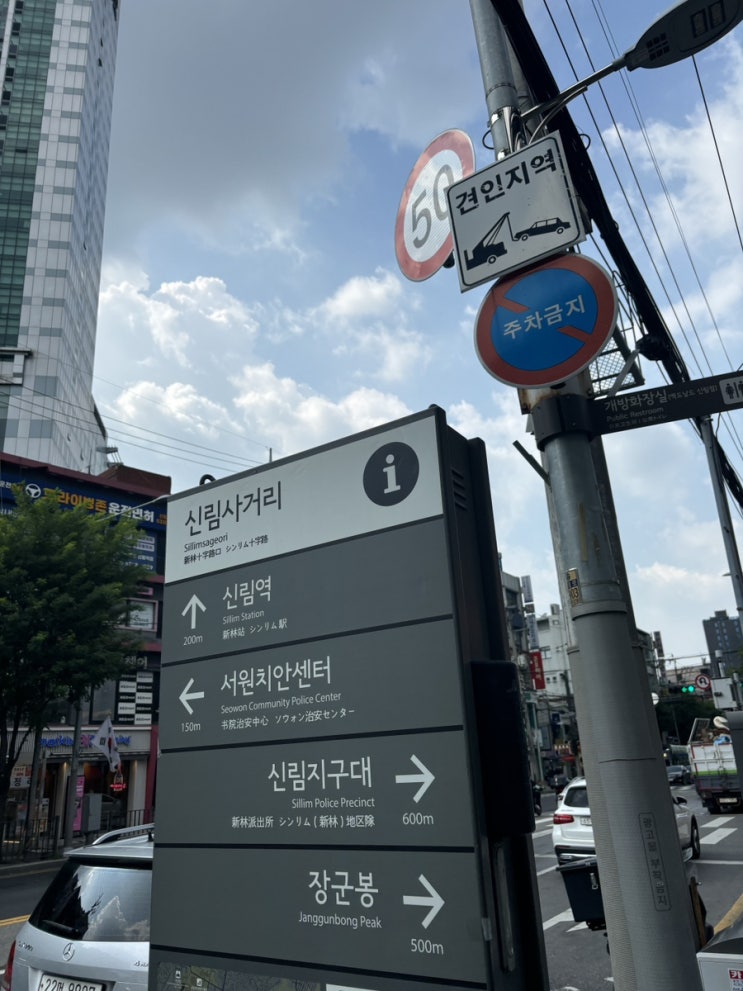 50
견인지역
주차금지
개방화장실
Public Restroom
신림사거리
Sillimsageori
新林十字路口 シンリム十字路
신림역
Sillim Station
新林站 シンリム駅
200m
서원치안센터
Seowon Community Police Center
书院治安中心 ソウォン治安センター
150m
신림지구대
Sillim Police Precinct
新林派出所 シンリム(新林)地区隊
600m
장군봉
Janggunbong Peak
500m
운전면허